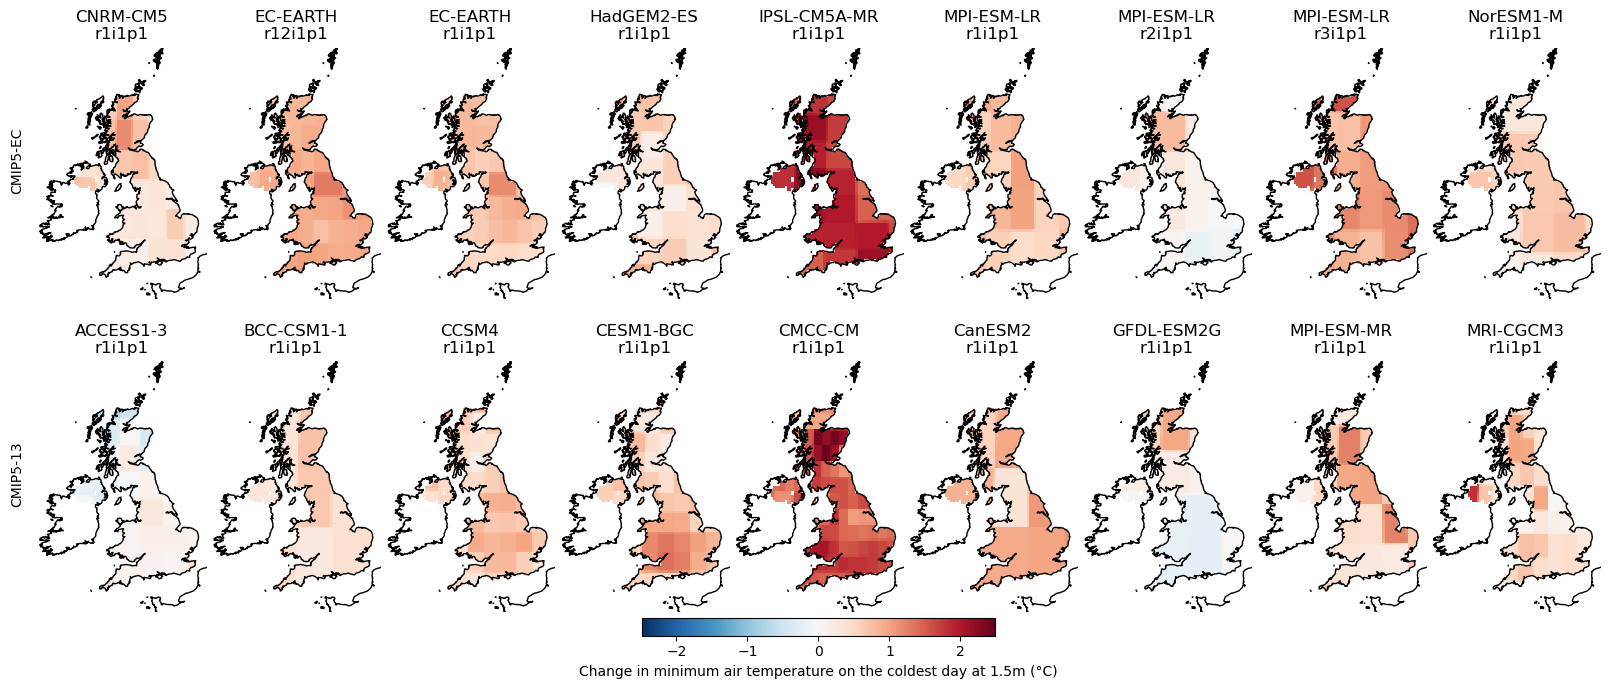 CNRM-CM5 EC-EARTH EC-EARTH HadGEM2-ES IPSL-CM5A-MR MPI-ESM-LR MPI-ESM-LR MPI-ESM-LR NorESM1-M
r1i1p1 r12i1p1 r1i1p1 r1i1p1 r1i1p1 r1i1p1 r2i1p1 r3i1p1 r1i1p1
CMIP5-EC
ACCESS1-3 BCC-CSM1-1 CCSM4 CESM1-BGC CMCC-CM CanESM2 GFDL-ESM2G MPI-ESM-MR MRI-CGCM3
r1i1p1 r1i1p1 r1i1p1 r1i1p1 r1i1p1 r1i1p1 r1i1p1 r1i1p1 r1i1p1
CMIP5-13
−2 −1 0 1 2
Change in minimum air temperature on the coldest day at 1.5m (°C)